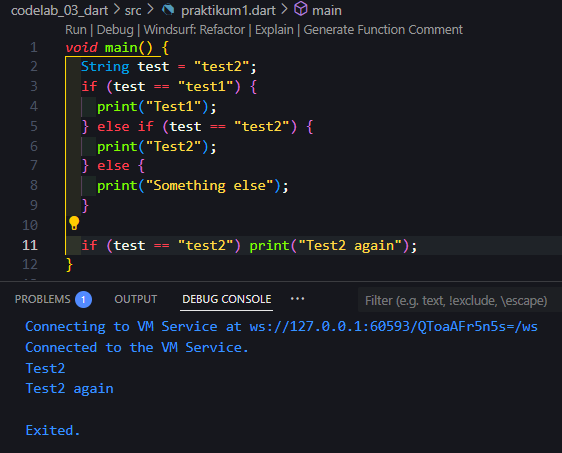 codelab_03_dart > src > praktikum1.dart > main
Run | Debug | Windsurf: Refactor | Explain | Generate Function Comment
1 void main() {
2 String test = "test2";
3 if (test == "test1") {
4 print("Test1");
5 } else if (test == "test2") {
6 print("Test2");
7 } else {
8 print("Something else");
9 }
10
11 if (test == "test2") print("Test2 again");
12 }
PROBLEMS 1 OUTPUT DEBUG CONSOLE ... Filter (e.g. text, !exclude, \escape)
Connecting to VM Service at ws://127.0.0.1:60593/QToaAFr5n5s=/ws
Connected to the VM Service.
Test2
Test2 again
Exited.